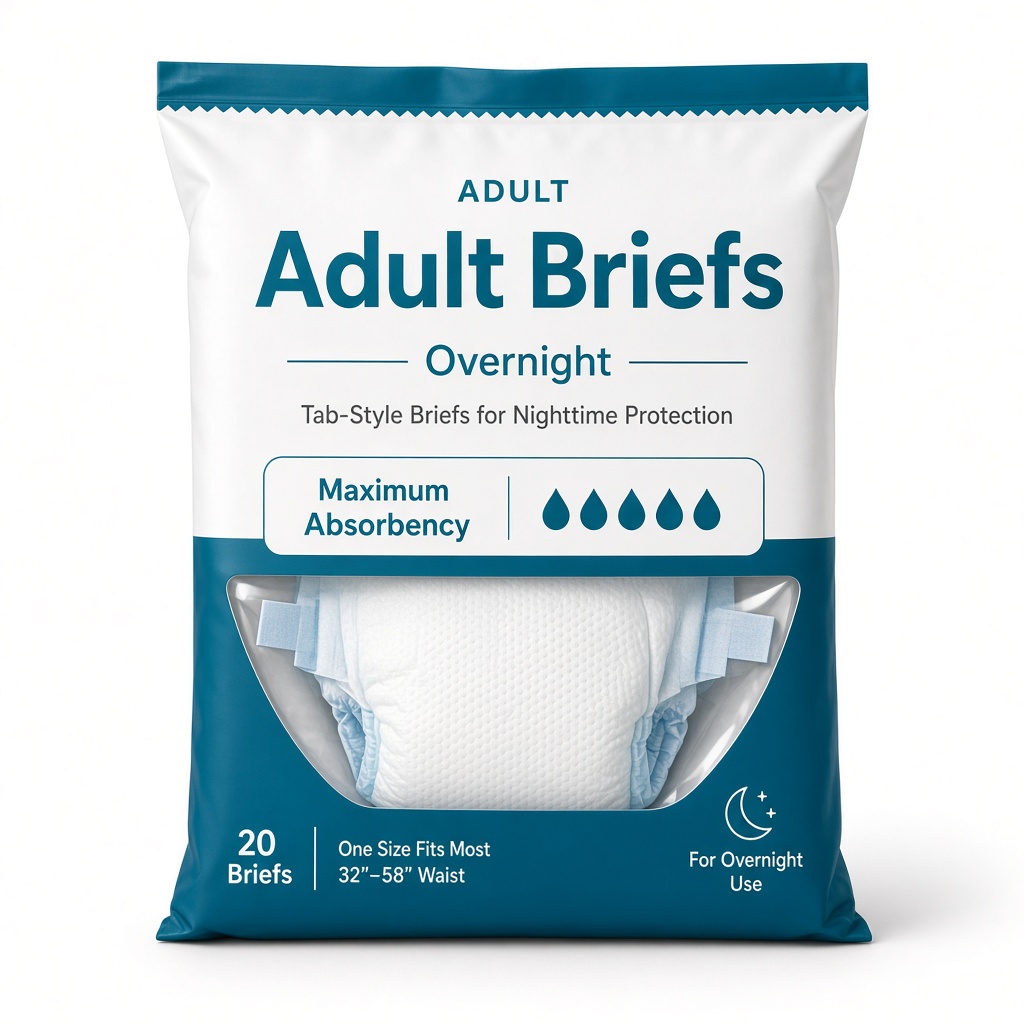 ADULT
Adult Briefs
Overnight
Tab-Style Briefs for Nighttime Protection
Maximum
Absorbency
20
Briefs
One Size Fits Most
32”–58” Waist
For Overnight
Use